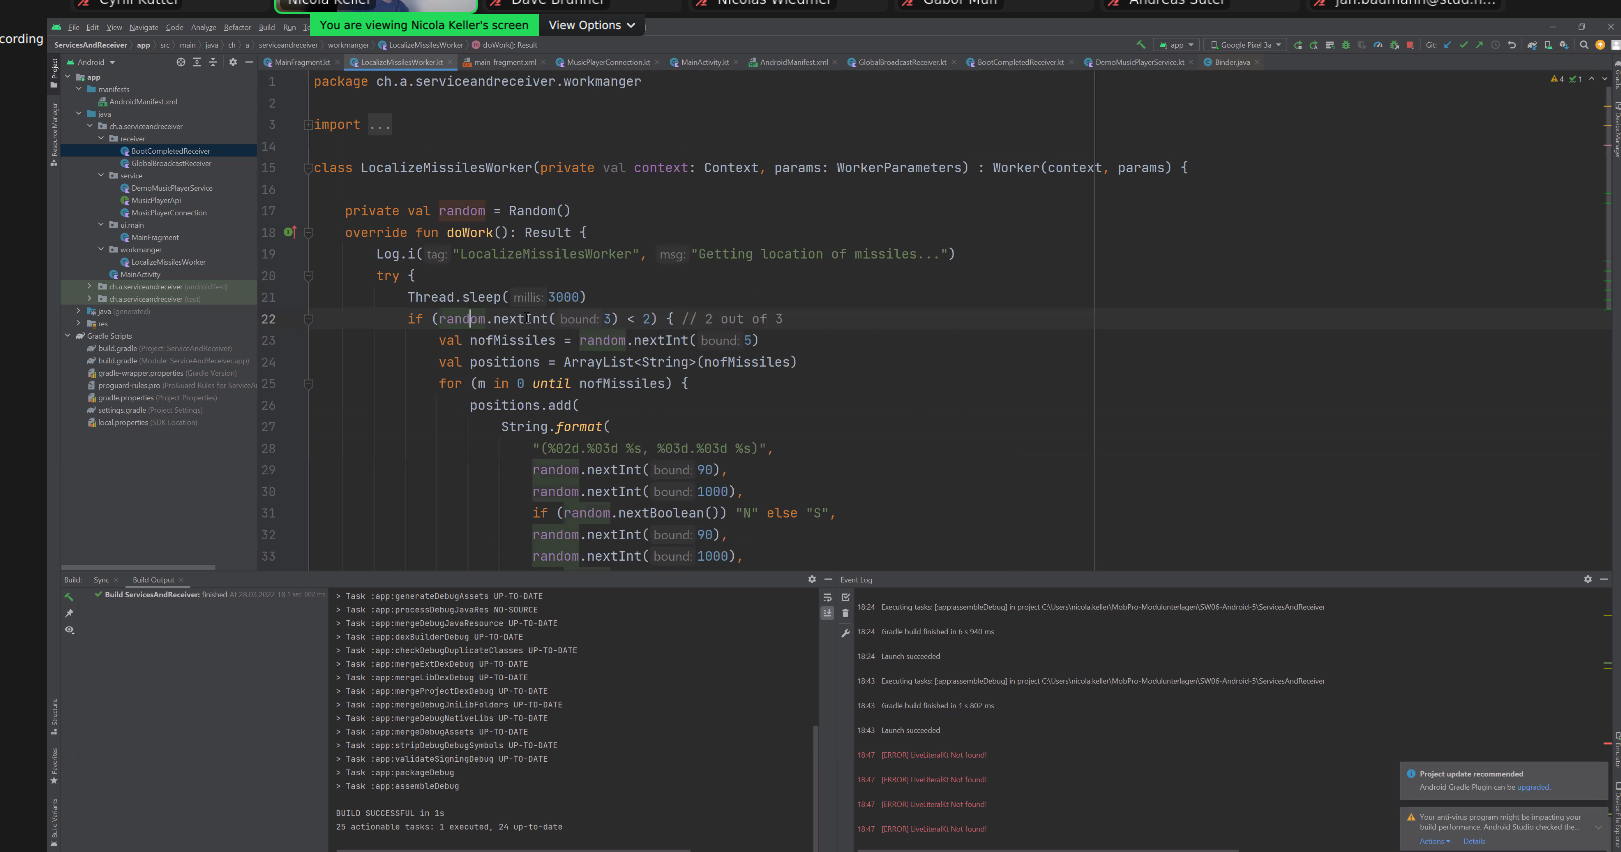 Cyril Kutter
Nicola Keller
Dave Brunner
Nicolas Wiedmer
Gabor Muri
Andreas Suter
jan.baumann@stud.h...
You are viewing Nicola Keller's screen
View Options
cording
File Edit View Navigate Code Analyze Refactor Build Run
ServicesAndReceiver app src main java ch a serviceandreceiver workmanger LocalizeMissilesWorker doWork(): Result
app
Google Pixel 3a
Git:
Android
MainFragment.kt
LocalizeMissilesWorker.kt
main_fragment.xml
MusicPlayerConnection.kt
MainActivity.kt
AndroidManifest.xml
GlobalBroadcastReceiver.kt
BootCompletedReceiver.kt
DemoMusicPlayerService.kt
Binder.java
Project
Resource Manager
Structure
Favorites
Build Variants
app
manifests
AndroidManifest.xml
java
ch.a.serviceandreceiver
receiver
BootCompletedReceiver
GlobalBroadcastReceiver
service
DemoMusicPlayerService
MusicPlayerApi
MusicPlayerConnection
ui.main
MainFragment
workmanger
LocalizeMissilesWorker
MainActivity
ch.a.serviceandreceiver (androidTest)
ch.a.serviceandreceiver (test)
java (generated)
res
Gradle Scripts
build.gradle (Project: ServiceAndReceiver)
build.gradle (Module: ServiceAndReceiver.app)
gradle-wrapper.properties (Gradle Version)
proguard-rules.pro (ProGuard Rules for ServiceA
gradle.properties (Project Settings)
settings.gradle (Project Settings)
local.properties (SDK Location)
4 1
1 package ch.a.serviceandreceiver.workmanger
2
3 import ...
14
15 class LocalizeMissilesWorker(private val context: Context, params: WorkerParameters) : Worker(context, params) {
16
17 private val random = Random()
18 override fun doWork(): Result {
19 Log.i( tag: "LocalizeMissilesWorker", msg: "Getting location of missiles...")
20 try {
21 Thread.sleep( millis: 3000)
22 if (random.nextInt( bound: 3) < 2) { // 2 out of 3
23 val nofMissiles = random.nextInt( bound: 5)
24 val positions = ArrayList<String>(nofMissiles)
25 for (m in 0 until nofMissiles) {
26 positions.add(
27 String.format(
28 "(%02d.%03d %s, %03d.%03d %s)",
29 random.nextInt( bound: 90),
30 random.nextInt( bound: 1000),
31 if (random.nextBoolean()) "N" else "S",
32 random.nextInt( bound: 90),
33 random.nextInt( bound: 1000),
Build: Sync Build Output
Build ServicesAndReceiver: finished At 28.03.2022 18 1 sec 802 ms
> Task :app:generateDebugAssets UP-TO-DATE
> Task :app:processDebugJavaRes NO-SOURCE
> Task :app:mergeDebugJavaResource UP-TO-DATE
> Task :app:dexBuilderDebug UP-TO-DATE
> Task :app:checkDebugDuplicateClasses UP-TO-DATE
> Task :app:mergeExtDexDebug UP-TO-DATE
> Task :app:mergeLibDexDebug UP-TO-DATE
> Task :app:mergeProjectDexDebug UP-TO-DATE
> Task :app:mergeDebugJniLibFolders UP-TO-DATE
> Task :app:mergeDebugNativeLibs UP-TO-DATE
> Task :app:mergeDebugAssets UP-TO-DATE
> Task :app:stripDebugDebugSymbols UP-TO-DATE
> Task :app:validateSigningDebug UP-TO-DATE
> Task :app:packageDebug
> Task :app:assembleDebug
BUILD SUCCESSFUL in 1s
25 actionable tasks: 1 executed, 24 up-to-date
Event Log
18:24 Executing tasks: [:app:assembleDebug] in project C:\Users\nicola.keller\MobPro-Modulunterlagen\SW06-Android-5\ServicesAndReceiver
18:24 Gradle build finished in 6 s 940 ms
18:24 Launch succeeded
18:43 Executing tasks: [:app:assembleDebug] in project C:\Users\nicola.keller\MobPro-Modulunterlagen\SW06-Android-5\ServicesAndReceiver
18:43 Gradle build finished in 1 s 802 ms
18:43 Launch succeeded
18:47 [ERROR] LiveLiteralKt Not found!
18:47 [ERROR] LiveLiteralKt Not found!
18:47 [ERROR] LiveLiteralKt Not found!
18:47 [ERROR] LiveLiteralKt Not found!
Project update recommended
Android Gradle Plugin can be upgraded.
Your anti-virus program might be impacting your
build performance. Android Studio checked the...
Actions Details